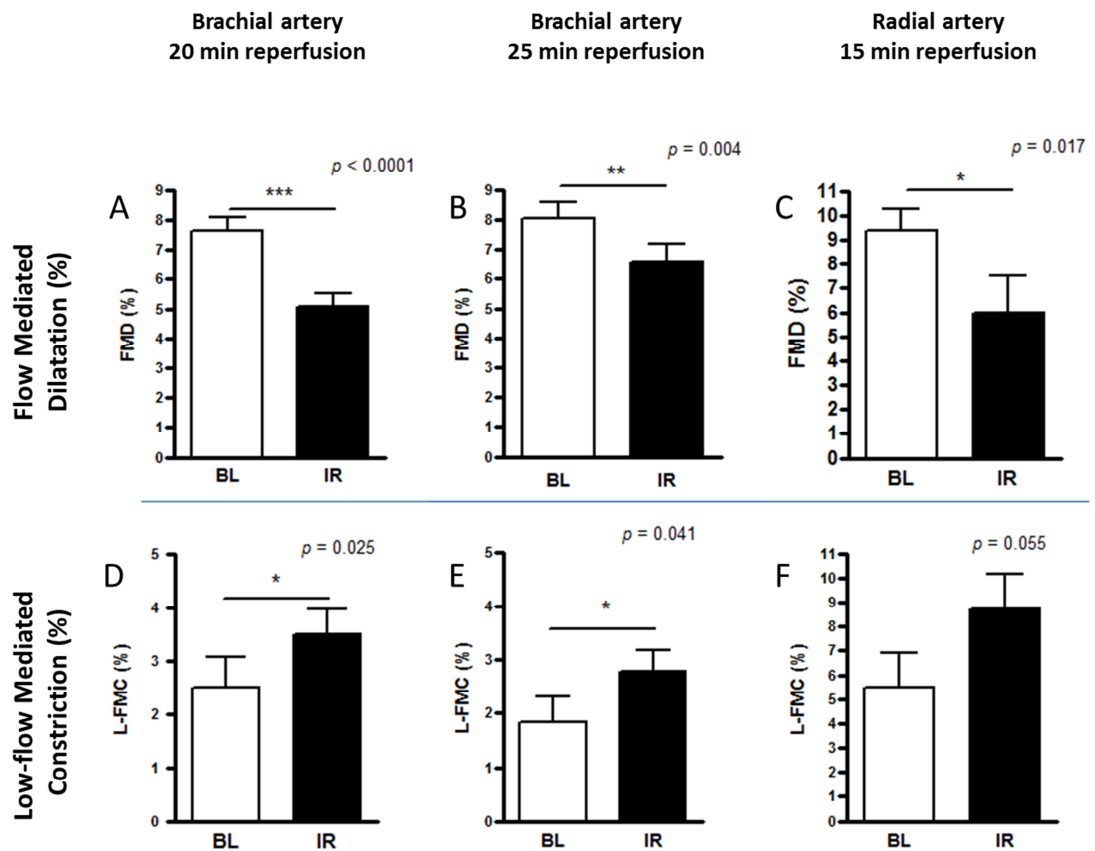 Brachial artery
20 min reperfusion
Brachial artery
25 min reperfusion
Radial artery
15 min reperfusion
Flow Mediated
Dilatation (%)
A
p < 0.0001
***
FMD (%)
9
8
7
6
5
4
3
2
1
0
BL
IR
B
p = 0.004
**
FMD (%)
9
8
7
6
5
4
3
2
1
0
BL
IR
C
p = 0.017
*
FMD (%)
11
10
9
8
7
6
5
4
3
2
1
0
BL
IR
Low-flow Mediated
Constriction (%)
D
p = 0.025
*
L-FMC (%)
5
4
3
2
1
0
BL
IR
E
p = 0.041
*
L-FMC (%)
5
4
3
2
1
0
BL
IR
F
p = 0.055
L-FMC (%)
11
10
9
8
7
6
5
4
3
2
1
0
BL
IR